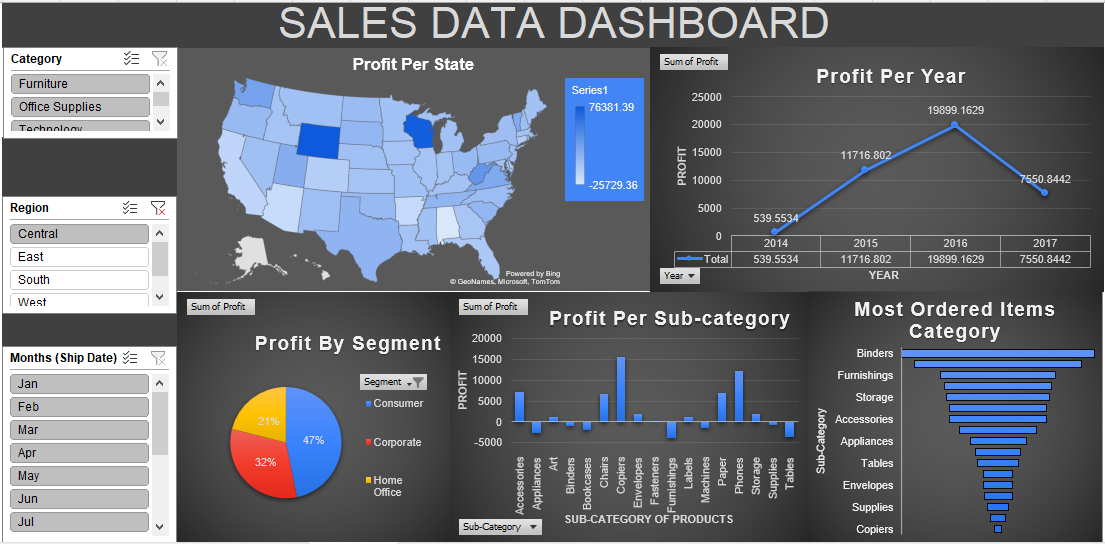 SALES DATA DASHBOARD
Category
Furniture
Office Supplies
Technology
Region
Central
East
South
West
Months (Ship Date)
Jan
Feb
Mar
Apr
May
Jun
Jul
Profit Per State
Series1
76381.39
-25729.36
Powered by Bing
© GeoNames, Microsoft, TomTom
Sum of Profit
Profit Per Year
PROFIT
25000
20000
15000
10000
5000
0
539.5534
11716.802
19899.1629
7550.8442
2014 2015 2016 2017
Total 539.5534 11716.802 19899.1629 7550.8442
Year
YEAR
Sum of Profit
Profit By Segment
Segment
Consumer
Corporate
Home
Office
47%
32%
21%
Sum of Profit
Profit Per Sub-category
PROFIT
20000
15000
10000
5000
0
-5000
Accessories
Appliances
Art
Binders
Bookcases
Chairs
Copiers
Envelopes
Fasteners
Furnishings
Labels
Machines
Paper
Phones
Storage
Supplies
Tables
Sub-Category
SUB-CATEGORY OF PRODUCTS
Most Ordered Items
Category
Sub-Category
Binders
Furnishings
Storage
Accessories
Appliances
Tables
Envelopes
Supplies
Copiers